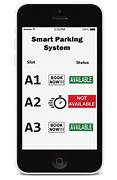 Smart Parking
System
Slot Status
A1 BOOK NOW!!! AVAILABLE
A2 NOT AVAILABLE
A3 BOOK NOW!!! AVAILABLE